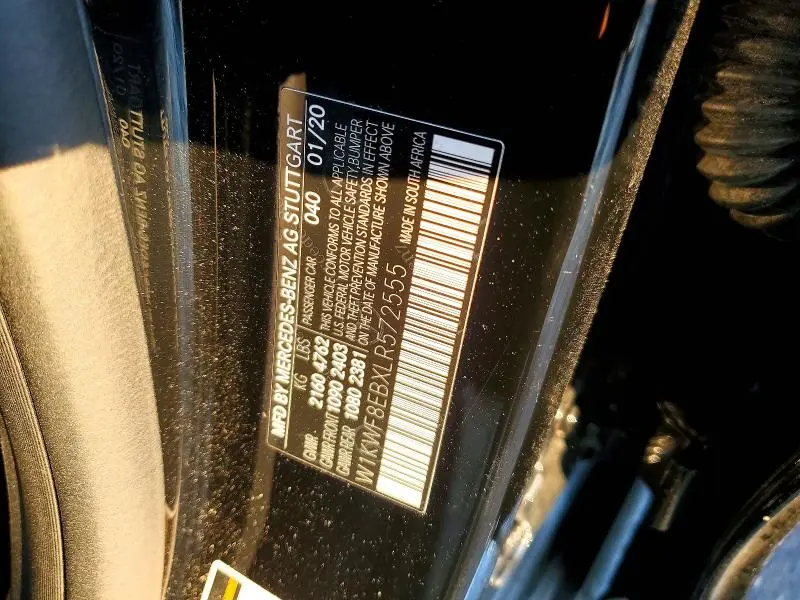 MFD BY MERCEDES-BENZ AG STUTTGART
KG LBS PASSENGER CAR 040 01/20
GVWR 2160 4762
GAWR FRONT 1090 2403
GAWR REAR 1080 2381
THIS VEHICLE CONFORMS TO ALL APPLICABLE
U.S. FEDERAL MOTOR VEHICLE SAFETY, BUMPER
AND THEFT PREVENTION STANDARDS IN EFFECT
ON THE DATE OF MANUFACTURE SHOWN ABOVE
W1KWF8EBXLR572555 MADE IN SOUTH AFRICA